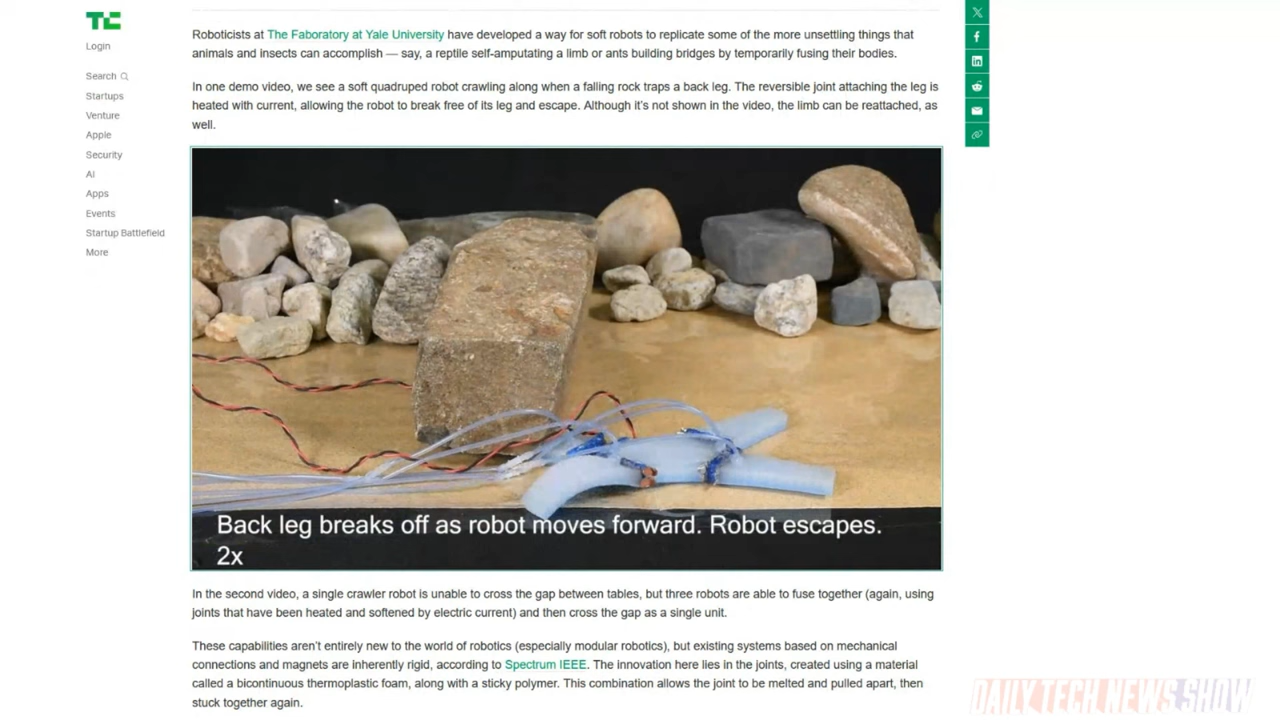 TC
Login
Search
Startups
Venture
Apple
Security
AI
Apps
Events
Startup Battlefield
More
Roboticists at The Faboratory at Yale University have developed a way for soft robots to replicate some of the more unsettling things that
animals and insects can accomplish — say, a reptile self-amputating a limb or ants building bridges by temporarily fusing their bodies.
In one demo video, we see a soft quadruped robot crawling along when a falling rock traps a back leg. The reversible joint attaching the leg is
heated with current, allowing the robot to break free of its leg and escape. Although it's not shown in the video, the limb can be reattached, as
well.
Back leg breaks off as robot moves forward. Robot escapes.
2x
In the second video, a single crawler robot is unable to cross the gap between tables, but three robots are able to fuse together (again, using
joints that have been heated and softened by electric current) and then cross the gap as a single unit.
These capabilities aren't entirely new to the world of robotics (especially modular robotics), but existing systems based on mechanical
connections and magnets are inherently rigid, according to Spectrum IEEE. The innovation here lies in the joints, created using a material
called a bicontinuous thermoplastic foam, along with a sticky polymer. This combination allows the joint to be melted and pulled apart, then
stuck together again.
DAILY TECH NEWS SHOW